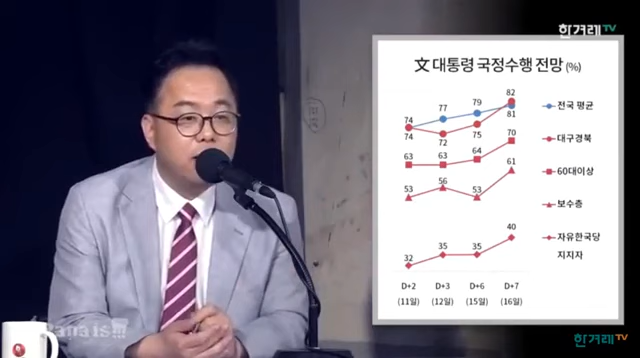 한겨레TV
文 대통령 국정수행 전망 (%)
82
77 79
74 81 전국 평균
74 72 75 대구경북
70
63 63 64 60대이상
61
53 56 53 보수층
40
32 35 35 자유한국당
지지자
D+2 D+3 D+6 D+7
(11일) (12일) (15일) (16일)
한겨레TV